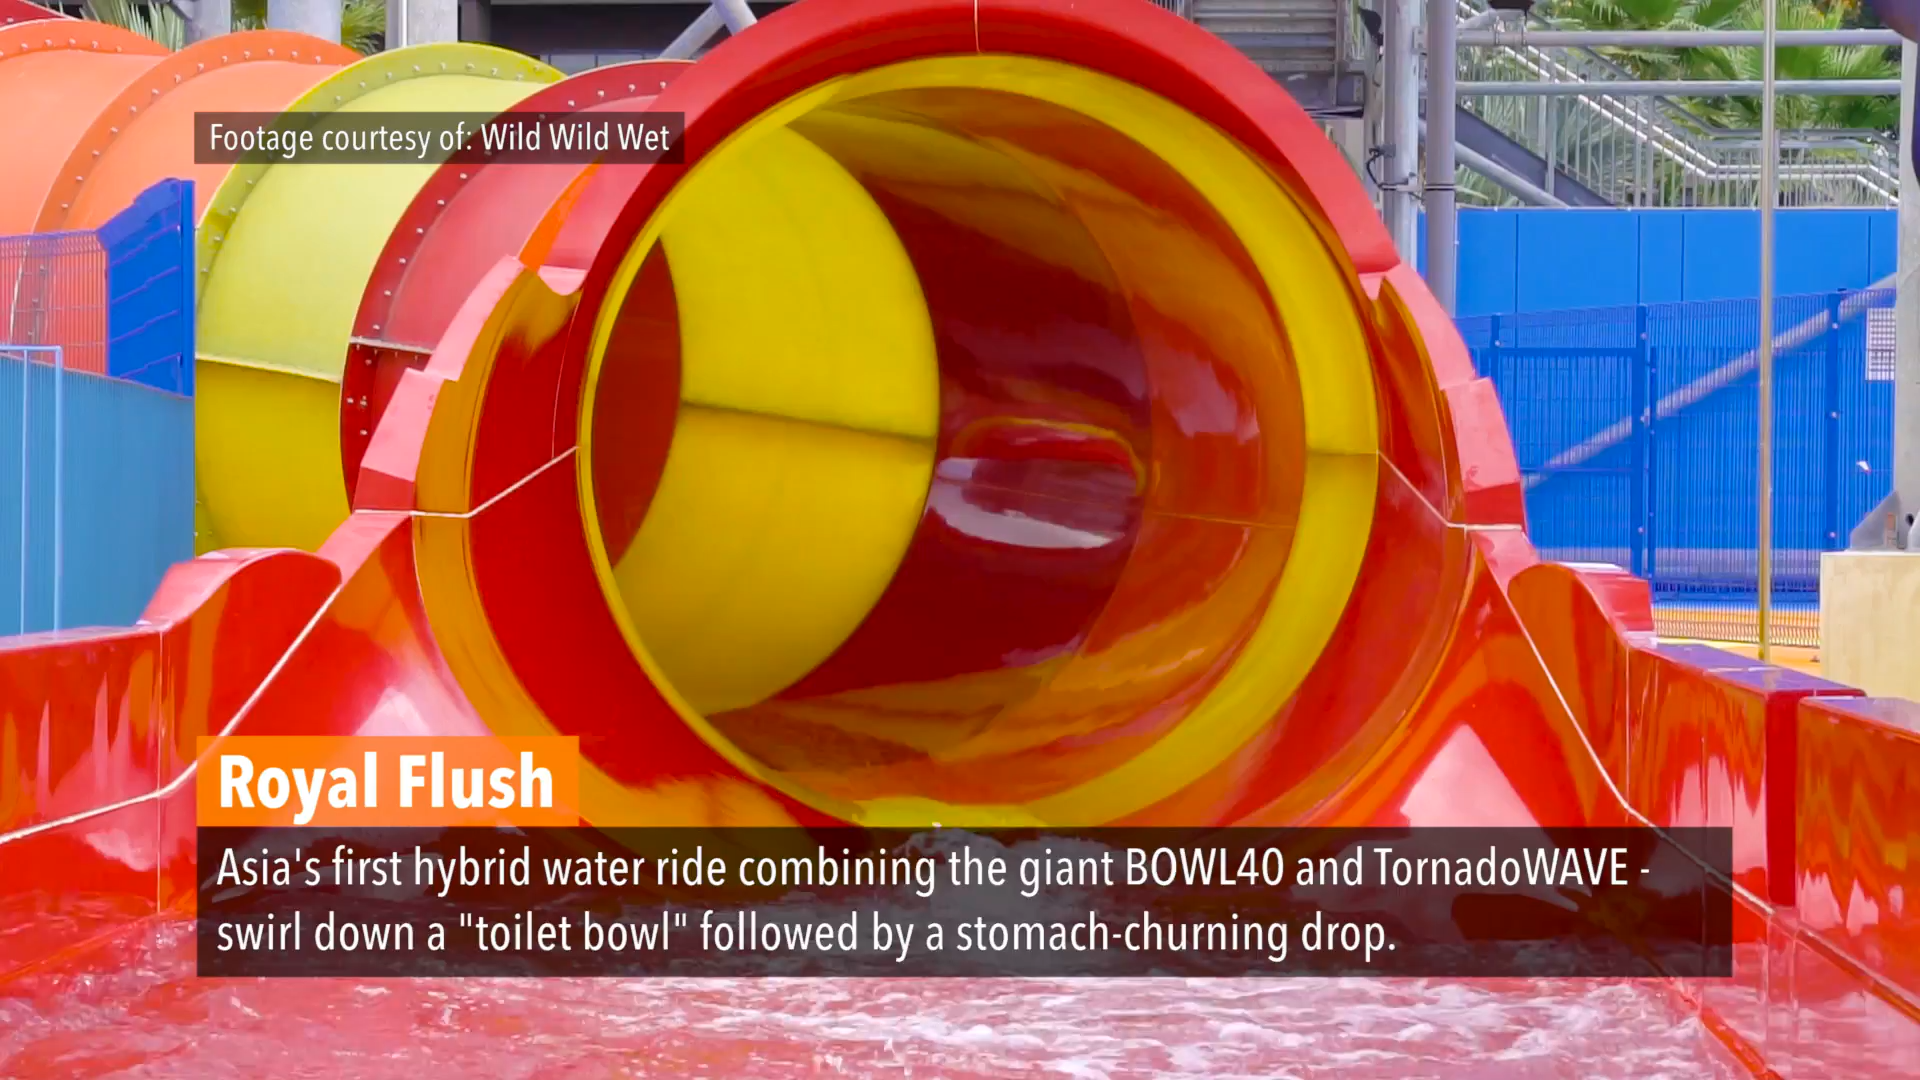 Footage courtesy of: Wild Wild Wet
Royal Flush
Asia's first hybrid water ride combining the giant BOWL40 and TornadoWAVE -
swirl down a "toilet bowl" followed by a stomach-churning drop.